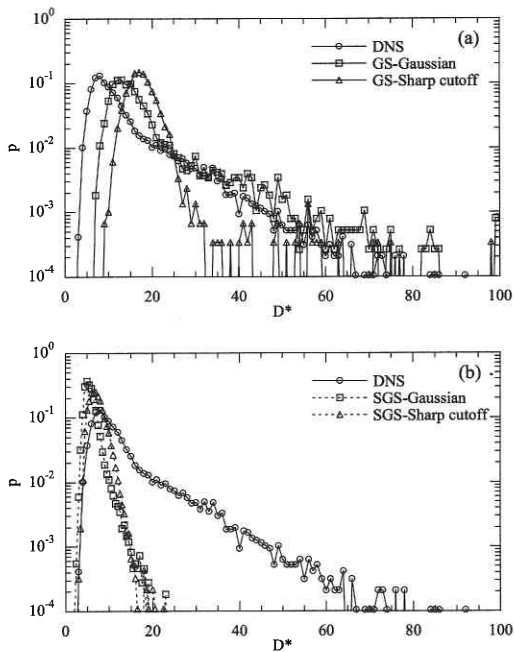 (a)
DNS
GS-Gaussian
GS-Sharp cutoff
10^0
10^-1
10^-2
10^-3
10^-4
p
0 20 40 60 80 100
D*
(b)
DNS
SGS-Gaussian
SGS-Sharp cutoff
10^0
10^-1
10^-2
10^-3
10^-4
p
0 20 40 60 80 100
D*